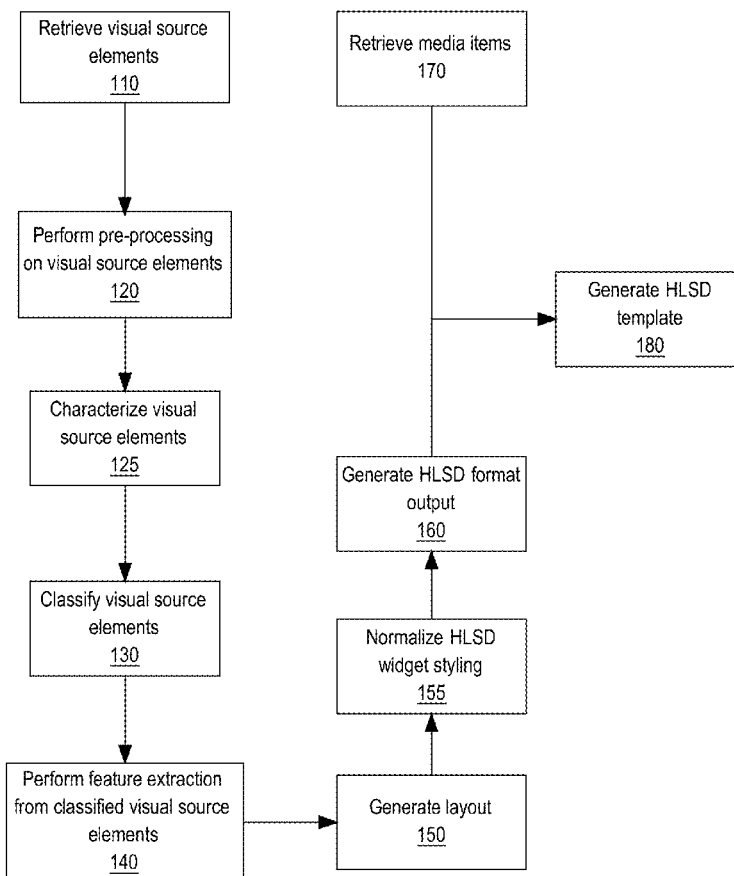 Retrieve visual source
elements
110
Perform pre-processing
on visual source elements
120
Characterize visual
source elements
125
Classify visual source
elements
130
Perform feature extraction
from classified visual source
elements
140
Generate layout
150
Normalize HLSD
widget styling
155
Generate HLSD format
output
160
Retrieve media items
170
Generate HLSD
template
180